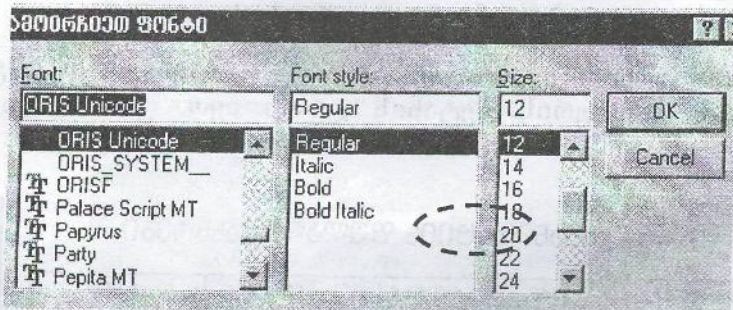 ამოირჩიეთ ფონტი
?
Font:
ORIS Unicode
ORIS Unicode
ORIS_SYSTEM__
ORISF
Palace Script MT
Papyrus
Party
Pepita MT
Font style:
Regular
Regular
Italic
Bold
Bold Italic
Size:
12
12
14
16
18
20
22
24
OK
Cancel